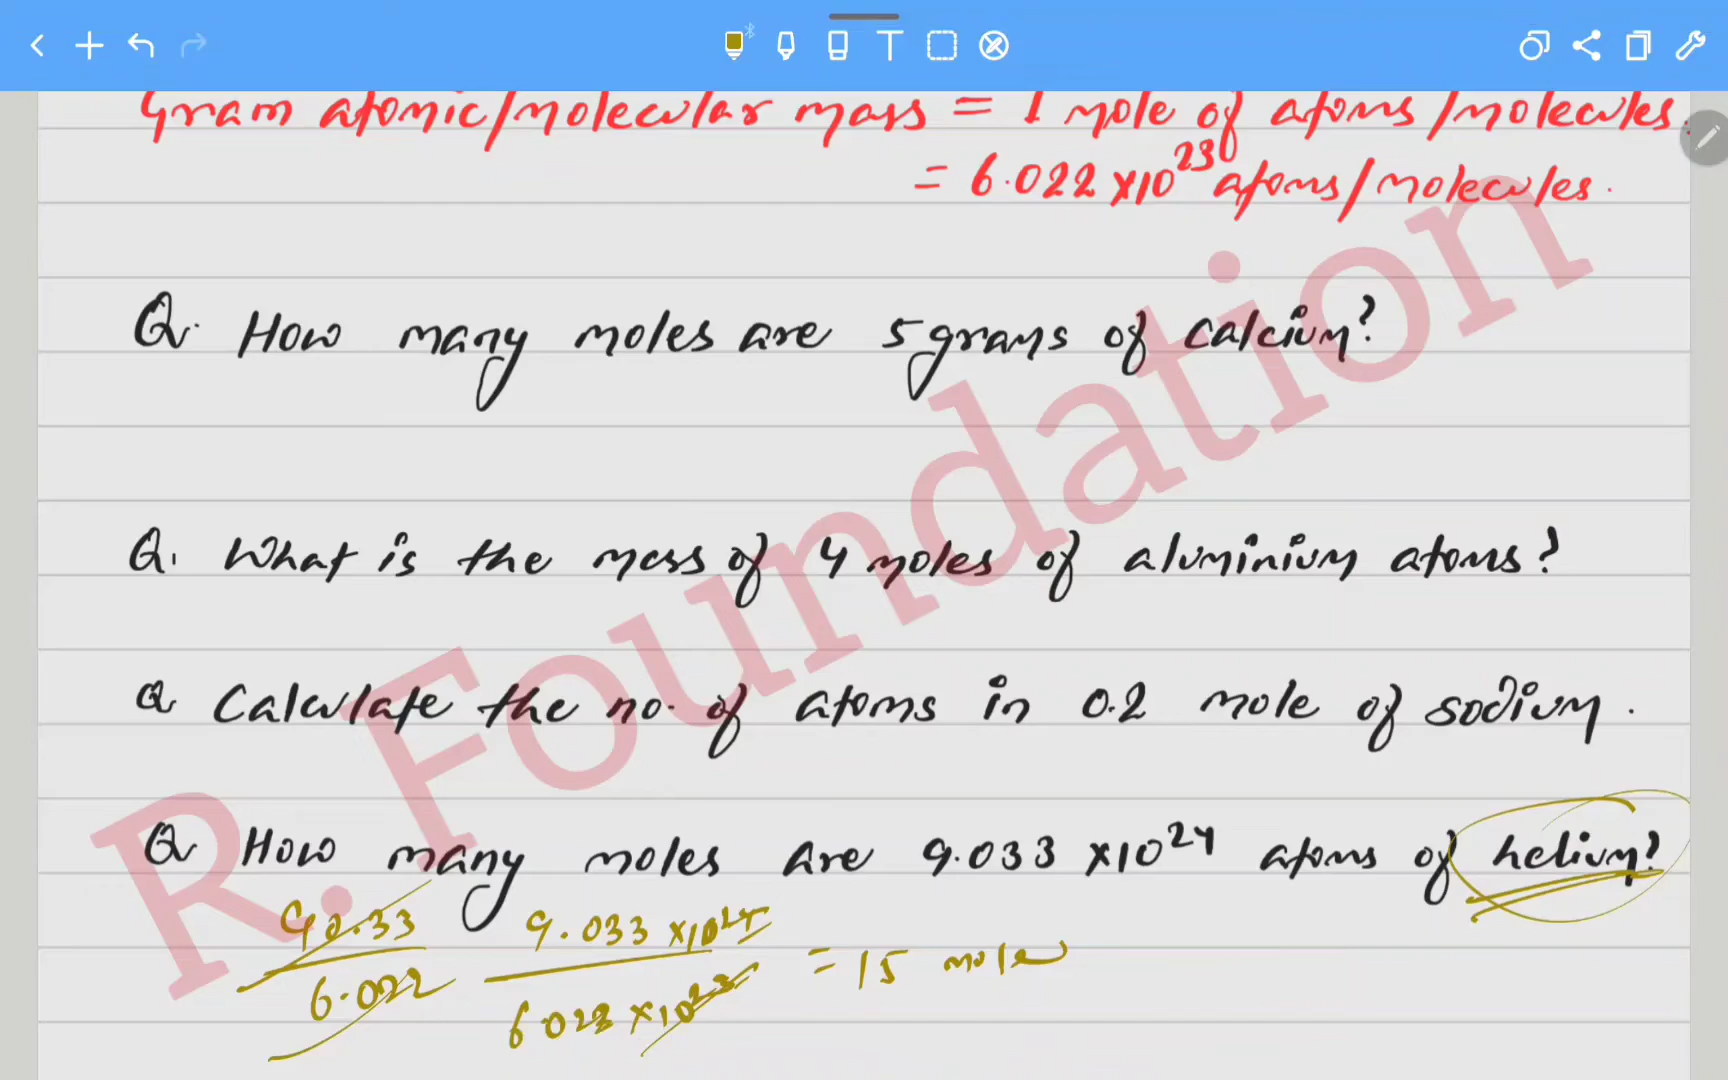 Gram atomic/molecular mass = 1 mole of atoms/molecules.
= 6.022 x10^23 atoms/molecules.
Q. How many moles are 5 grams of calcium?
Q. What is the mass of 4 moles of aluminium atoms?
Q Calculate the no. of atoms in 0.2 mole of sodium.
Q How many moles are 9.033 x10^24 atoms of helium?
90.33 / 6.022
9.033 x10^24 / 6022 x10^23 = 15 mole
R. Foundation